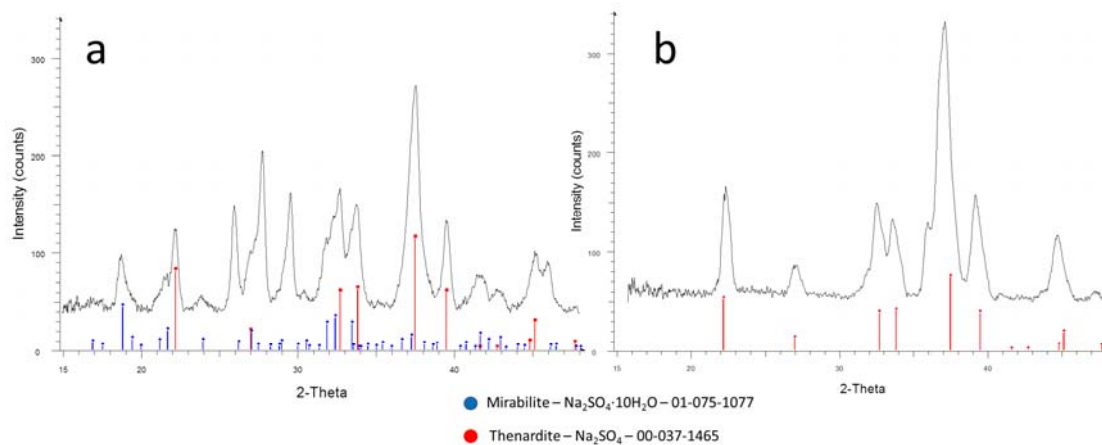 a
b
300
200
100
0
Intensity (counts)
15
20
30
40
2-Theta
300
200
100
0
Intensity (counts)
15
20
30
40
2-Theta
Mirabilite – Na₂SO₄·10H₂O – 01-075-1077
Thenardite – Na₂SO₄ – 00-037-1465